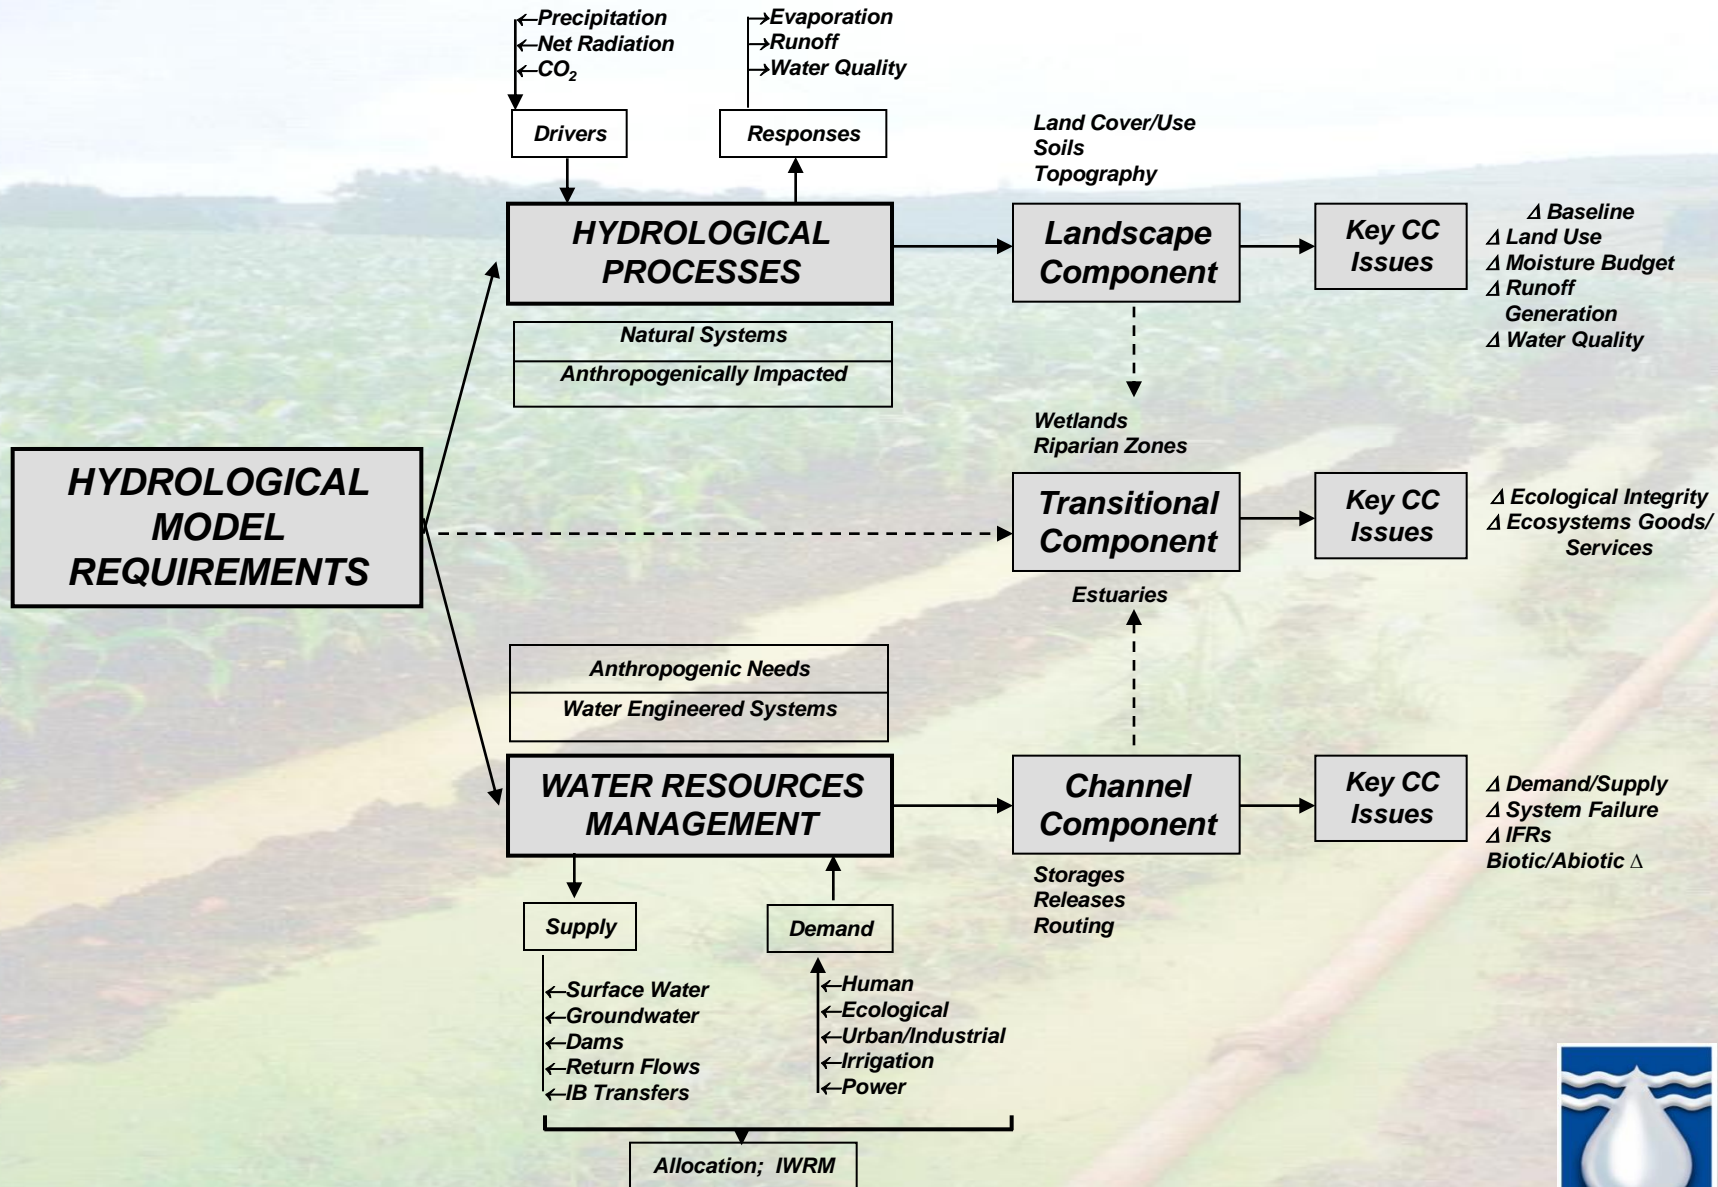 ←Precipitation
←Net Radiation
←CO₂
→Evaporation
→Runoff
→Water Quality
Drivers
Responses
Land Cover/Use
Soils
Topography
HYDROLOGICAL
PROCESSES
Landscape
Component
Key CC
Issues
Δ Baseline
Δ Land Use
Δ Moisture Budget
Δ Runoff
Generation
Δ Water Quality
Natural Systems
Anthropogenically Impacted
Wetlands
Riparian Zones
HYDROLOGICAL
MODEL
REQUIREMENTS
Transitional
Component
Key CC
Issues
Δ Ecological Integrity
Δ Ecosystems Goods/
Services
Estuaries
Anthropogenic Needs
Water Engineered Systems
WATER RESOURCES
MANAGEMENT
Channel
Component
Key CC
Issues
Δ Demand/Supply
Δ System Failure
Δ IFRs
Biotic/Abiotic Δ
Storages
Releases
Routing
Supply
Demand
←Surface Water
←Groundwater
←Dams
←Return Flows
←IB Transfers
←Human
←Ecological
←Urban/Industrial
←Irrigation
←Power
Allocation; IWRM